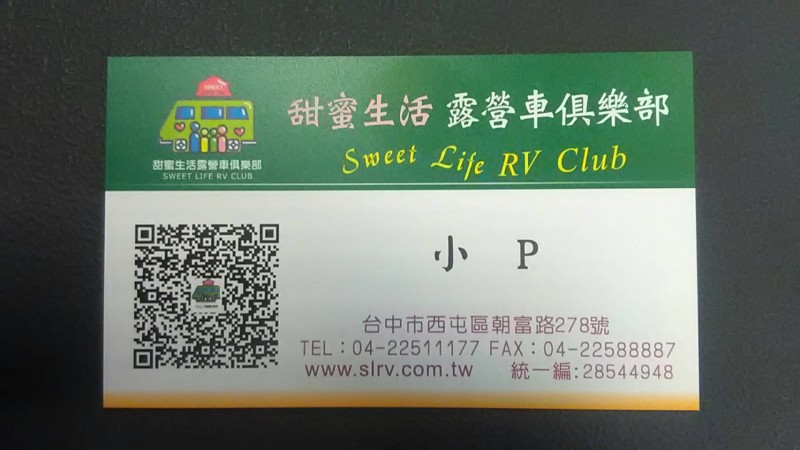 甜蜜生活 露營車俱樂部
Sweet Life RV Club
甜蜜生活露營車俱樂部
SWEET LIFE RV CLUB
小 P
台中市西屯區朝富路278號
TEL：04-22511177 FAX：04-22588887
www.slrv.com.tw 統一編:28544948